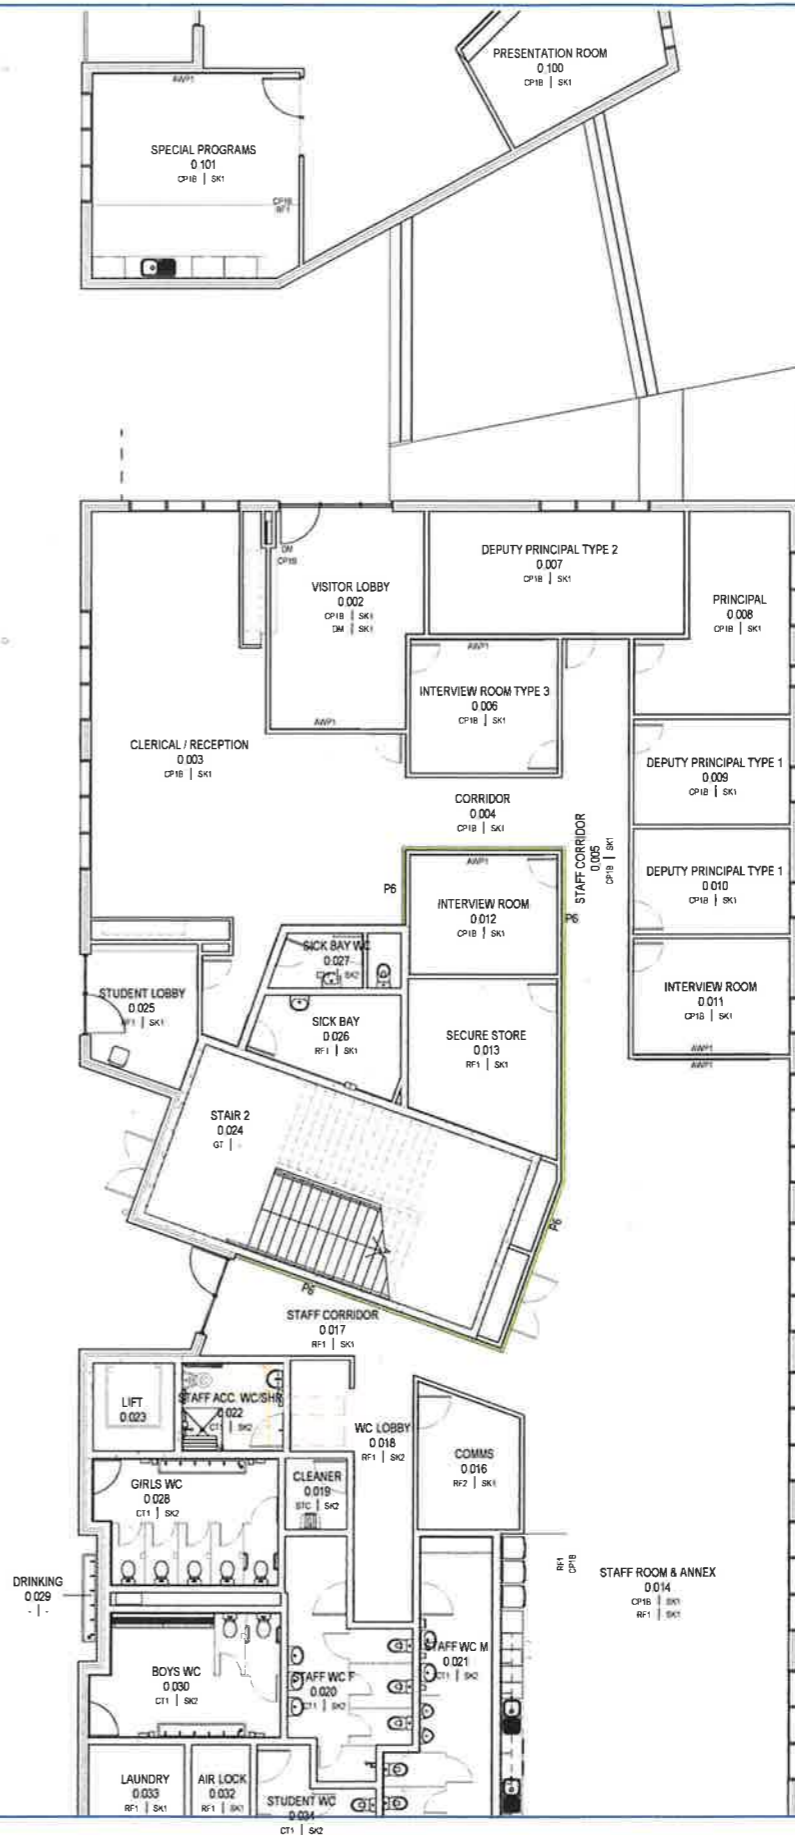 PRESENTATION ROOM
0.100
CP1B | SK1
AWP1
SPECIAL PROGRAMS
0.101
CP1B | SK1
CP1B
RF1
DM
CP1B
VISITOR LOBBY
0.002
CP1B | SK1
DM | SK1
AWP1
DEPUTY PRINCIPAL TYPE 2
0.007
CP1B | SK1
PRINCIPAL
0.008
CP1B | SK1
AWP1
INTERVIEW ROOM TYPE 3
0.006
CP1B | SK1
CLERICAL / RECEPTION
0.003
CP1B | SK1
DEPUTY PRINCIPAL TYPE 1
0.009
CP1B | SK1
CORRIDOR
0.004
CP1B | SK1
STAFF CORRIDOR
0.005
CP1B | SK1
AWP1
P6
INTERVIEW ROOM
0.012
CP1B | SK1
P6
DEPUTY PRINCIPAL TYPE 1
0.010
CP1B | SK1
SICK BAY WC
0.027
SK2
STUDENT LOBBY
0.025
RF1 | SK1
SICK BAY
0.026
RF1 | SK1
SECURE STORE
0.013
RF1 | SK1
INTERVIEW ROOM
0.011
CP1B | SK1
AWP1
AWP1
STAIR 2
0.024
GT | -
P6
P6
STAFF CORRIDOR
0.017
RF1 | SK1
LIFT
0.023
STAFF ACC. WC/SHR
0.022
CT1 | SK2
WC LOBBY
0.018
RF1 | SK2
COMMS
0.016
RF2 | SK1
GIRLS WC
0.028
CT1 | SK2
CLEANER
0.019
STC | SK2
DRINKING
0.029
- | -
RF1
CP1B
STAFF ROOM & ANNEX
0.014
CP1B | SK1
RF1 | SK1
BOYS WC
0.030
CT1 | SK2
STAFF WC F
0.020
CT1 | SK2
STAFF WC M
0.021
CT1 | SK2
LAUNDRY
0.033
RF1 | SK1
AIR LOCK
0.032
RF1 | SK1
STUDENT WC
0.034
CT1 | SK2